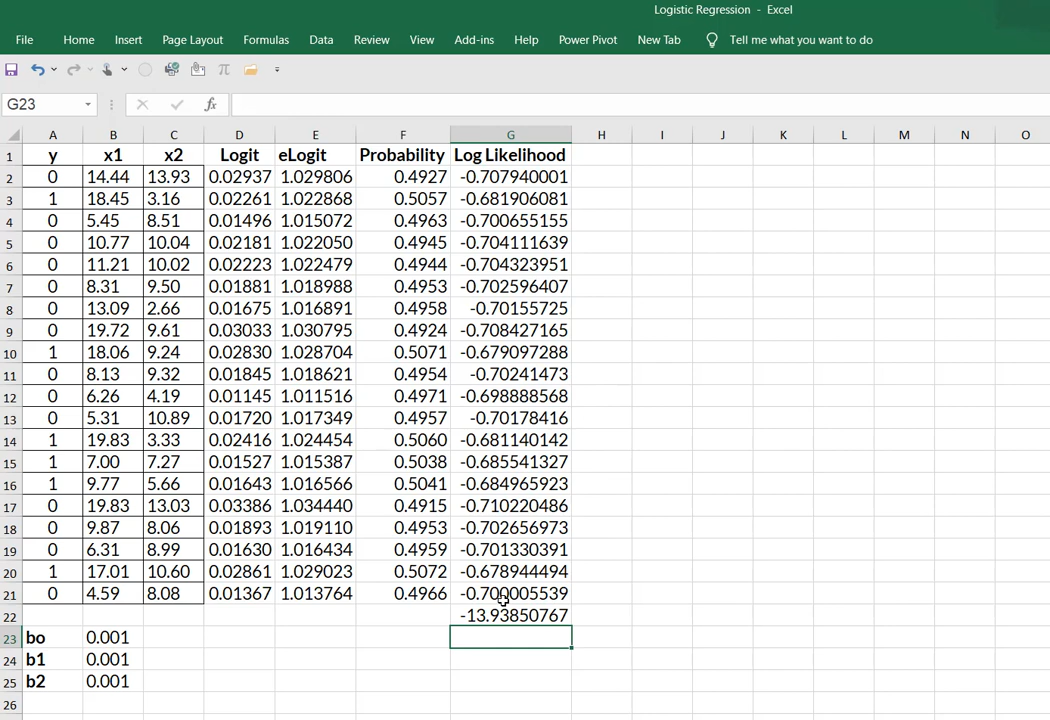 Logistic Regression - Excel
File Home Insert Page Layout Formulas Data Review View Add-ins Help Power Pivot New Tab Tell me what you want to do
G23 fx
A B C D E F G H I J K L M N O
1 y x1 x2 Logit eLogit Probability Log Likelihood
2 0 14.44 13.93 0.02937 1.029806 0.4927 -0.707940001
3 1 18.45 3.16 0.02261 1.022868 0.5057 -0.681906081
4 0 5.45 8.51 0.01496 1.015072 0.4963 -0.700655155
5 0 10.77 10.04 0.02181 1.022050 0.4945 -0.704111639
6 0 11.21 10.02 0.02223 1.022479 0.4944 -0.704323951
7 0 8.31 9.50 0.01881 1.018988 0.4953 -0.702596407
8 0 13.09 2.66 0.01675 1.016891 0.4958 -0.70155725
9 0 19.72 9.61 0.03033 1.030795 0.4924 -0.708427165
10 1 18.06 9.24 0.02830 1.028704 0.5071 -0.679097288
11 0 8.13 9.32 0.01845 1.018621 0.4954 -0.70241473
12 0 6.26 4.19 0.01145 1.011516 0.4971 -0.698888568
13 0 5.31 10.89 0.01720 1.017349 0.4957 -0.70178416
14 1 19.83 3.33 0.02416 1.024454 0.5060 -0.681140142
15 1 7.00 7.27 0.01527 1.015387 0.5038 -0.685541327
16 1 9.77 5.66 0.01643 1.016566 0.5041 -0.684965923
17 0 19.83 13.03 0.03386 1.034440 0.4915 -0.710220486
18 0 9.87 8.06 0.01893 1.019110 0.4953 -0.702656973
19 0 6.31 8.99 0.01630 1.016434 0.4959 -0.701330391
20 1 17.01 10.60 0.02861 1.029023 0.5072 -0.678944494
21 0 4.59 8.08 0.01367 1.013764 0.4966 -0.700005539
22 -13.93850767
23 bo 0.001
24 b1 0.001
25 b2 0.001
26